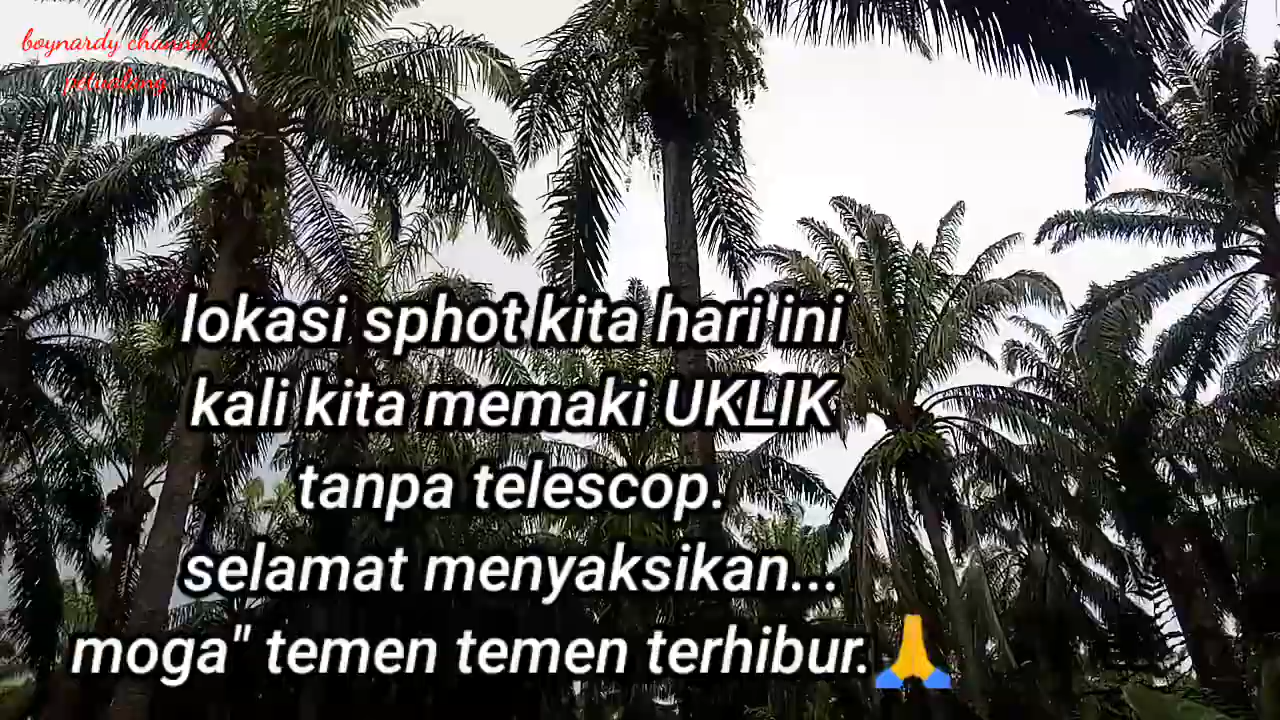 boynardy channel
petualang
lokasi sphot kita hari ini
kali kita memaki UKLIK
tanpa telescop.
selamat menyaksikan...
moga" temen temen terhibur.🙏